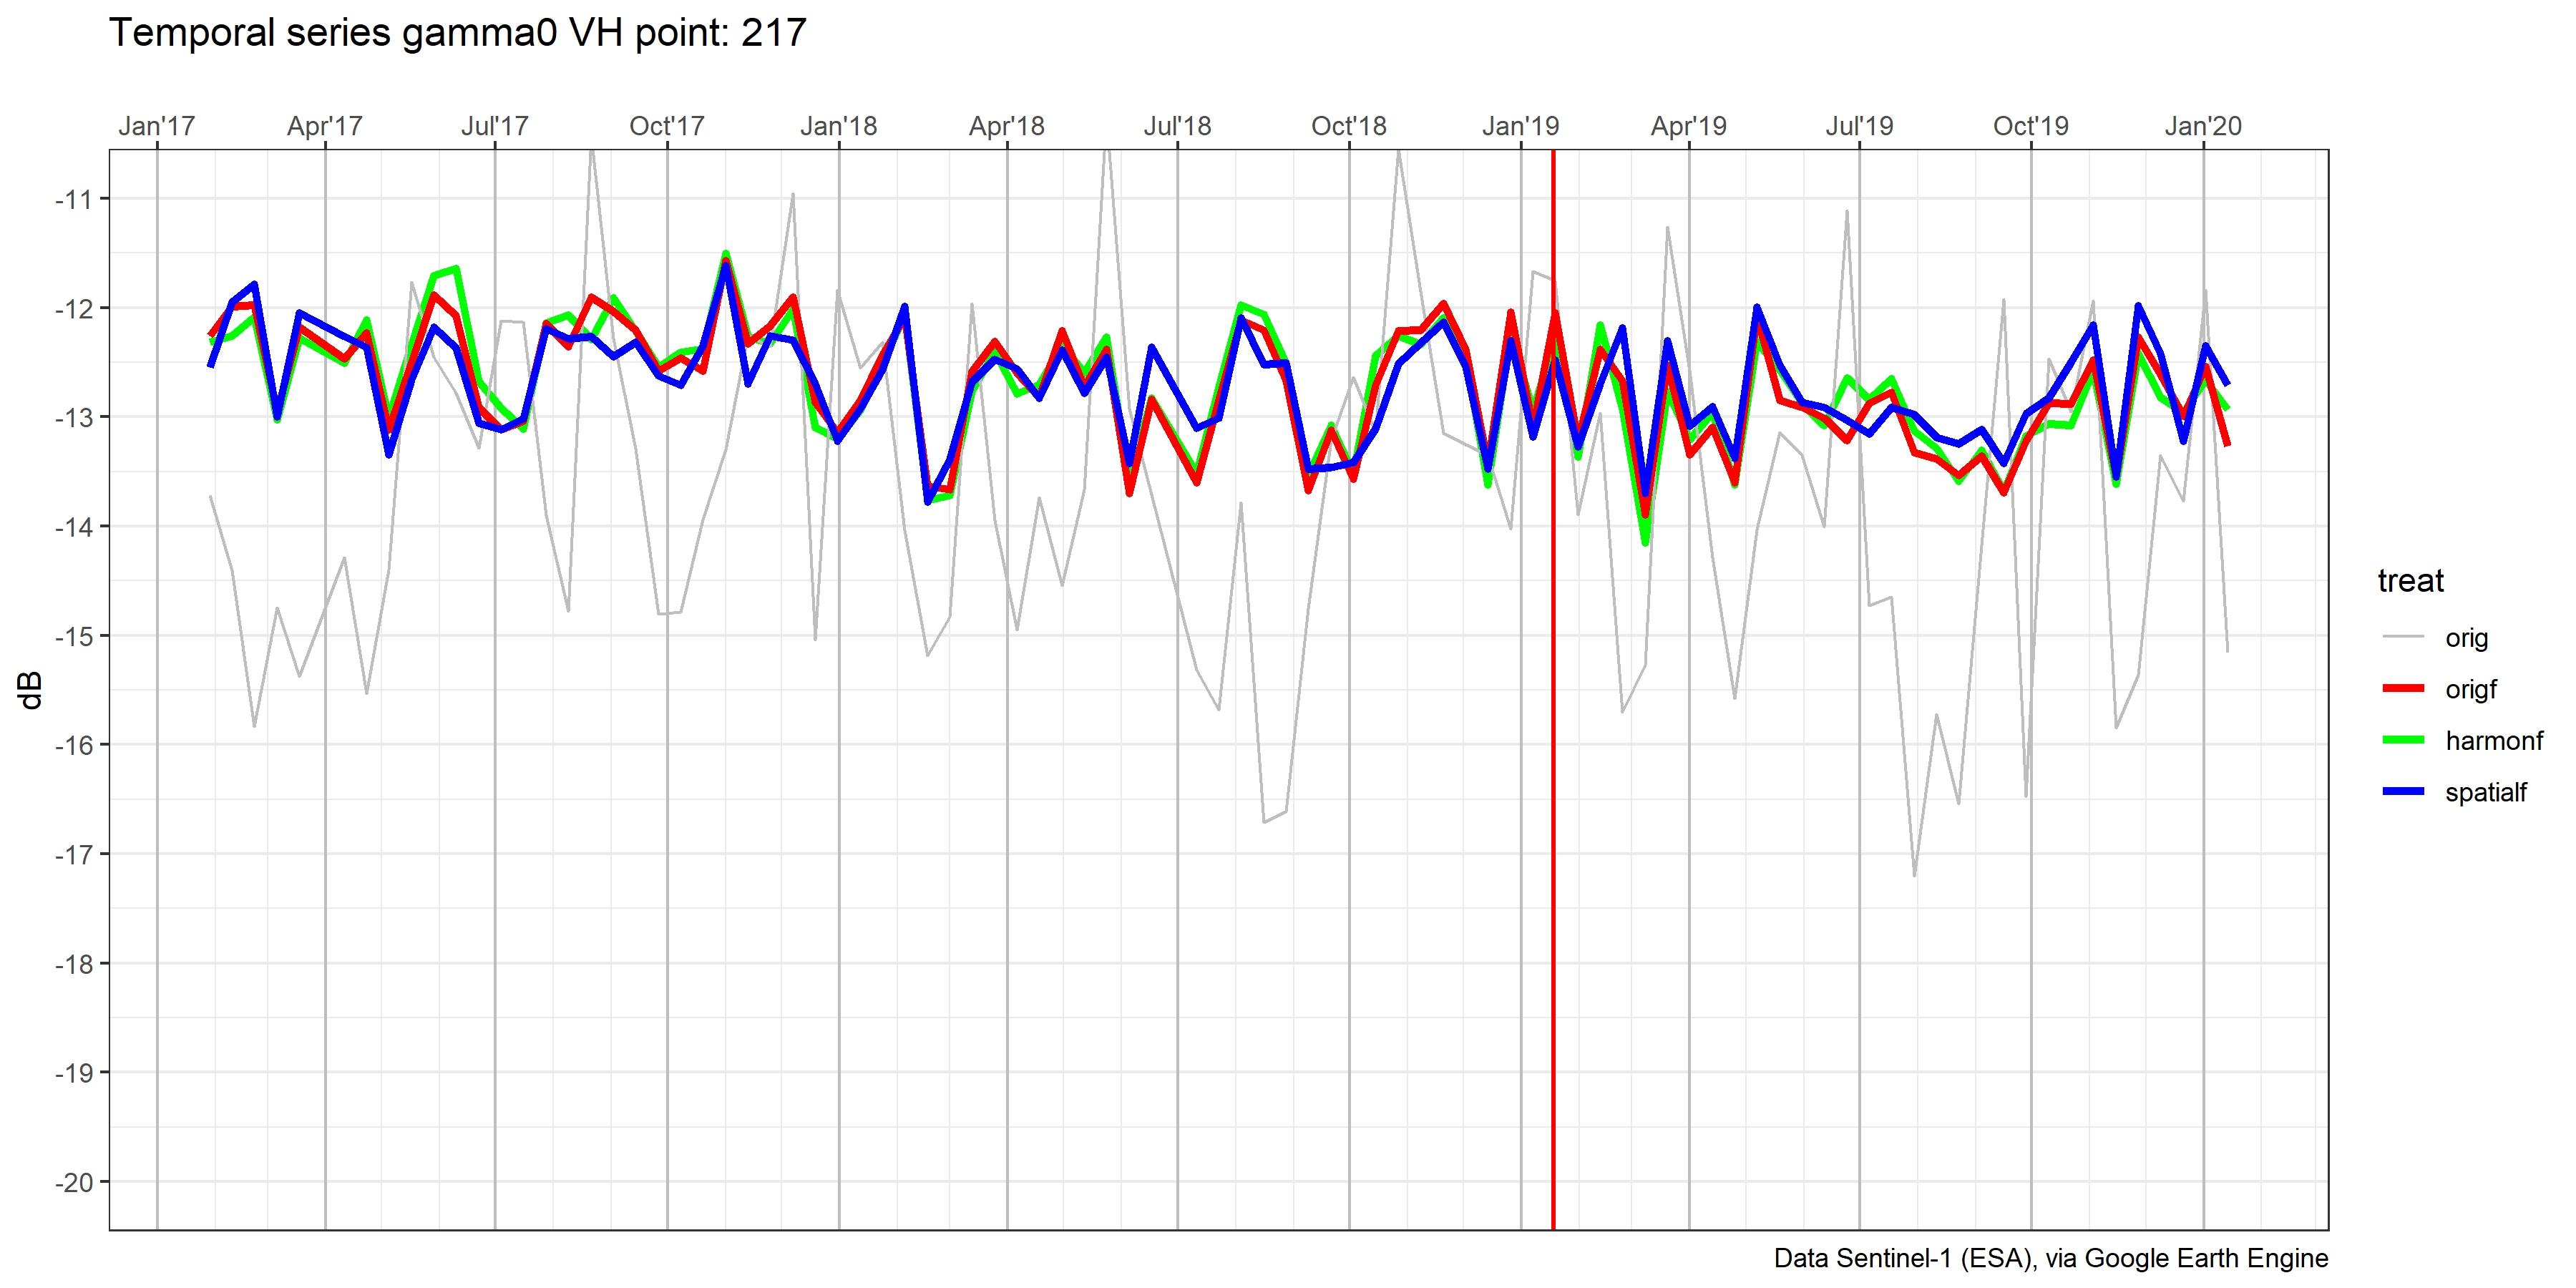 Temporal series gamma0 VH point: 217
Jan'17 Apr'17 Jul'17 Oct'17 Jan'18 Apr'18 Jul'18 Oct'18 Jan'19 Apr'19 Jul'19 Oct'19 Jan'20
-11
-12
-13
-14
-15
-16
-17
-18
-19
-20
dB
treat
orig
origf
harmonf
spatialf
Data Sentinel-1 (ESA), via Google Earth Engine